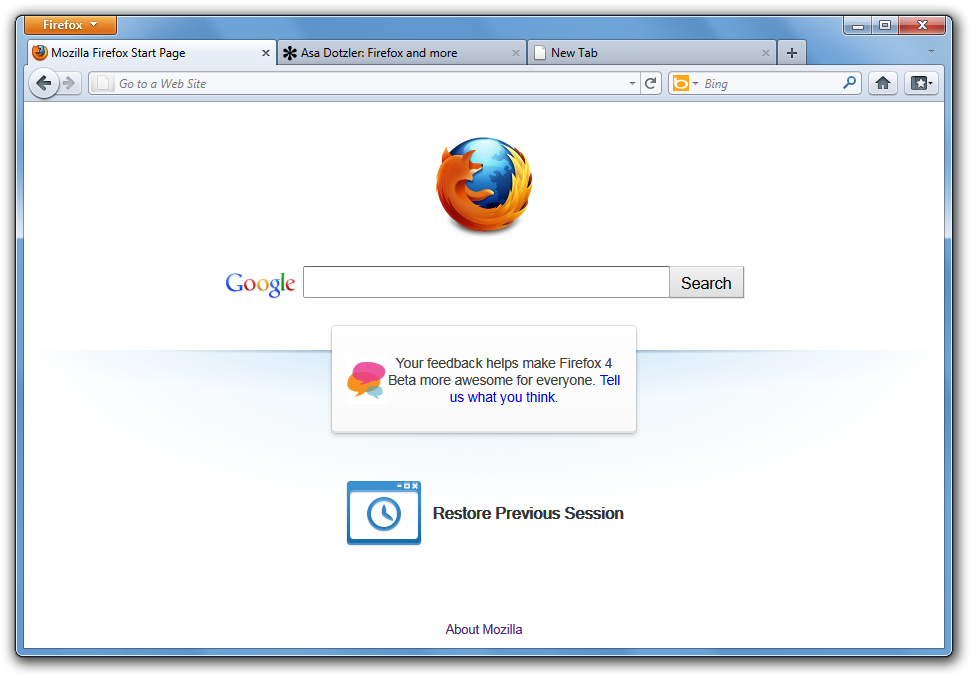 Firefox
Mozilla Firefox Start Page
Asa Dotzler: Firefox and more
New Tab
Go to a Web Site
Bing
Google
Search
Your feedback helps make Firefox 4
Beta more awesome for everyone. Tell
us what you think.
Restore Previous Session
About Mozilla